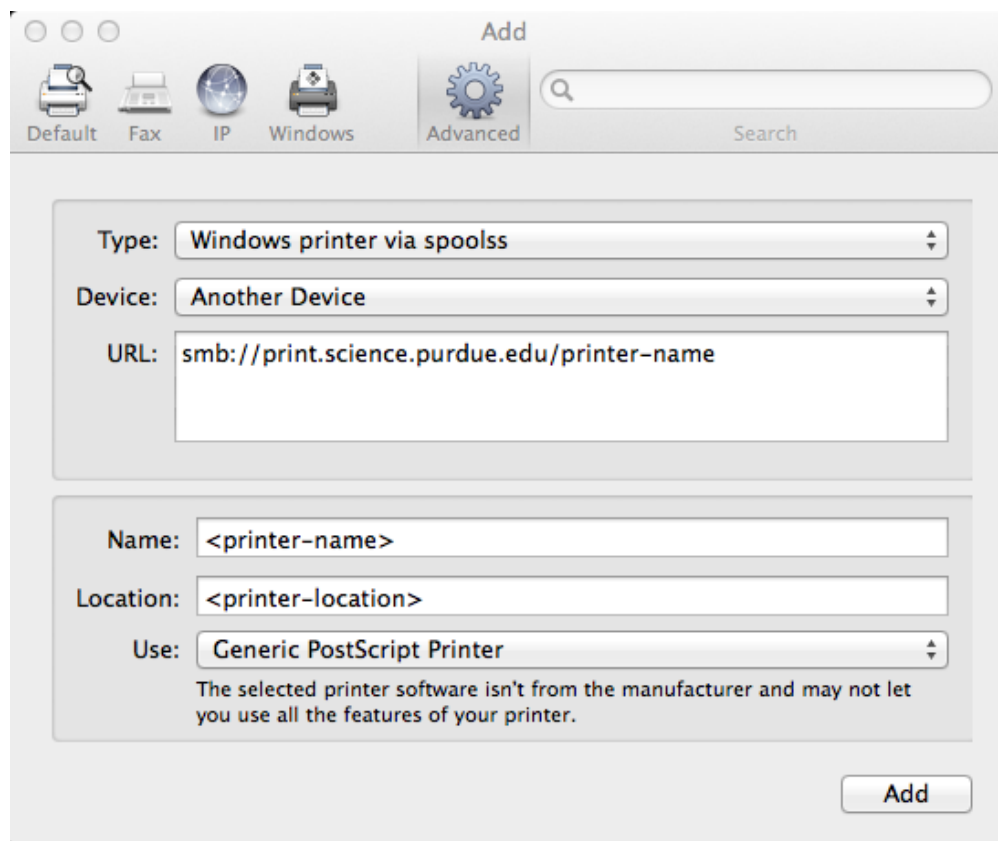 Add
Default Fax IP Windows Advanced Search
Type: Windows printer via spoolss
Device: Another Device
URL: smb://print.science.purdue.edu/printer-name
Name: <printer-name>
Location: <printer-location>
Use: Generic PostScript Printer
The selected printer software isn't from the manufacturer and may not let
you use all the features of your printer.
Add